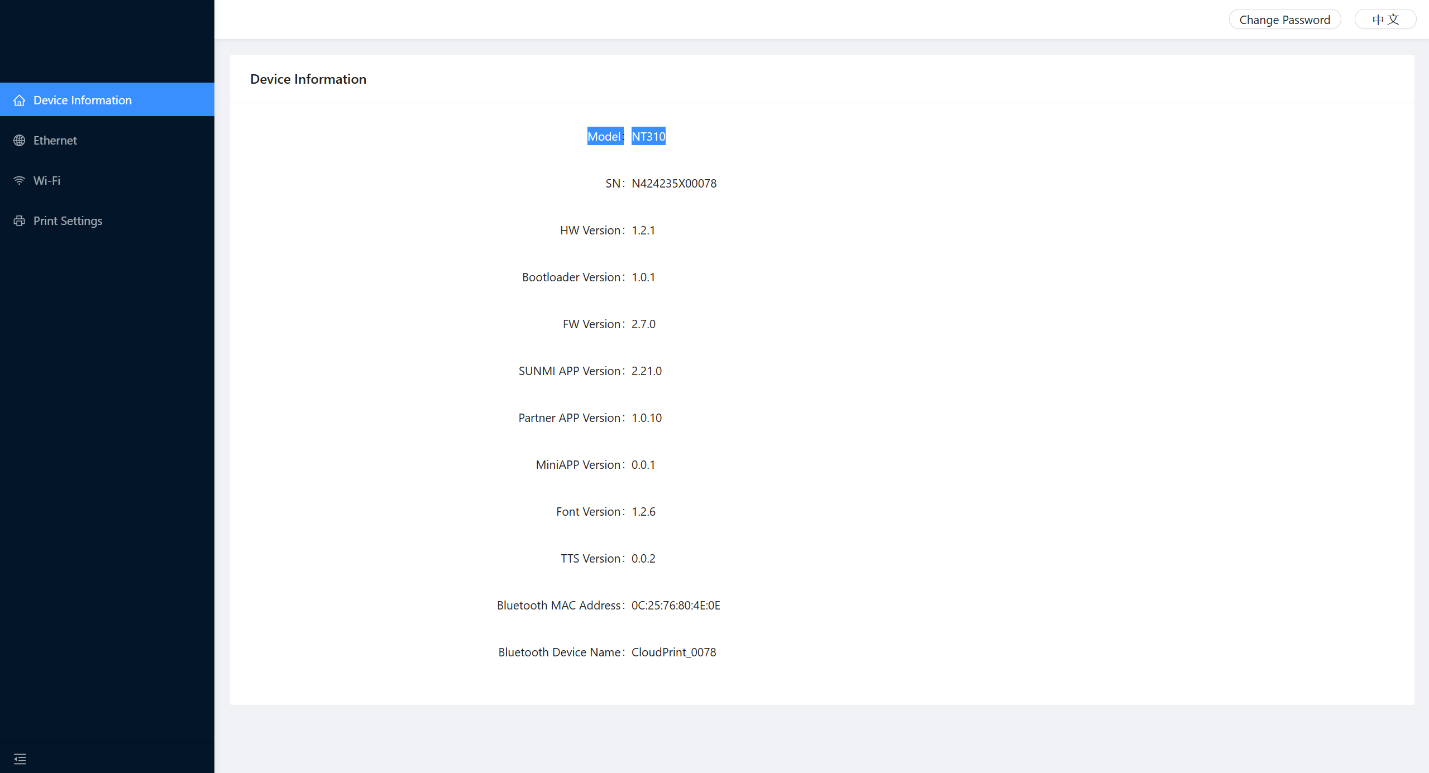 Change Password
中 文
Device Information
Ethernet
Wi-Fi
Print Settings
Device Information
Model: NT310
SN: N424235X00078
HW Version: 1.2.1
Bootloader Version: 1.0.1
FW Version: 2.7.0
SUNMI APP Version: 2.21.0
Partner APP Version: 1.0.10
MiniAPP Version: 0.0.1
Font Version: 1.2.6
TTS Version: 0.0.2
Bluetooth MAC Address: 0C:25:76:80:4E:0E
Bluetooth Device Name: CloudPrint_0078